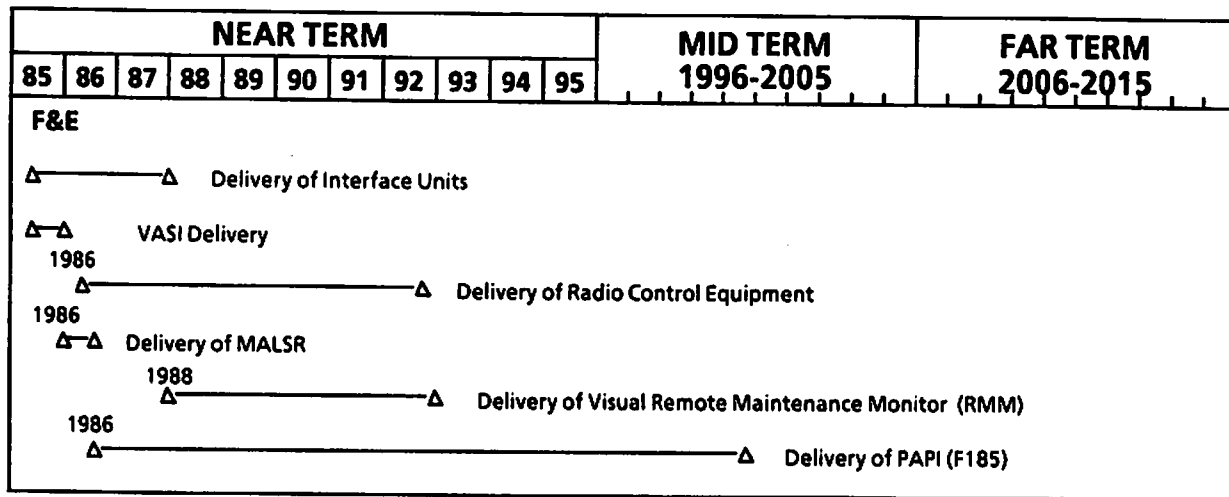 NEAR TERM
MID TERM
1996-2005
FAR TERM
2006-2015
85 86 87 88 89 90 91 92 93 94 95
F&E
Delivery of Interface Units
VASI Delivery
1986
Delivery of Radio Control Equipment
1986
Delivery of MALSR
1988
Delivery of Visual Remote Maintenance Monitor (RMM)
1986
Delivery of PAPI (F185)